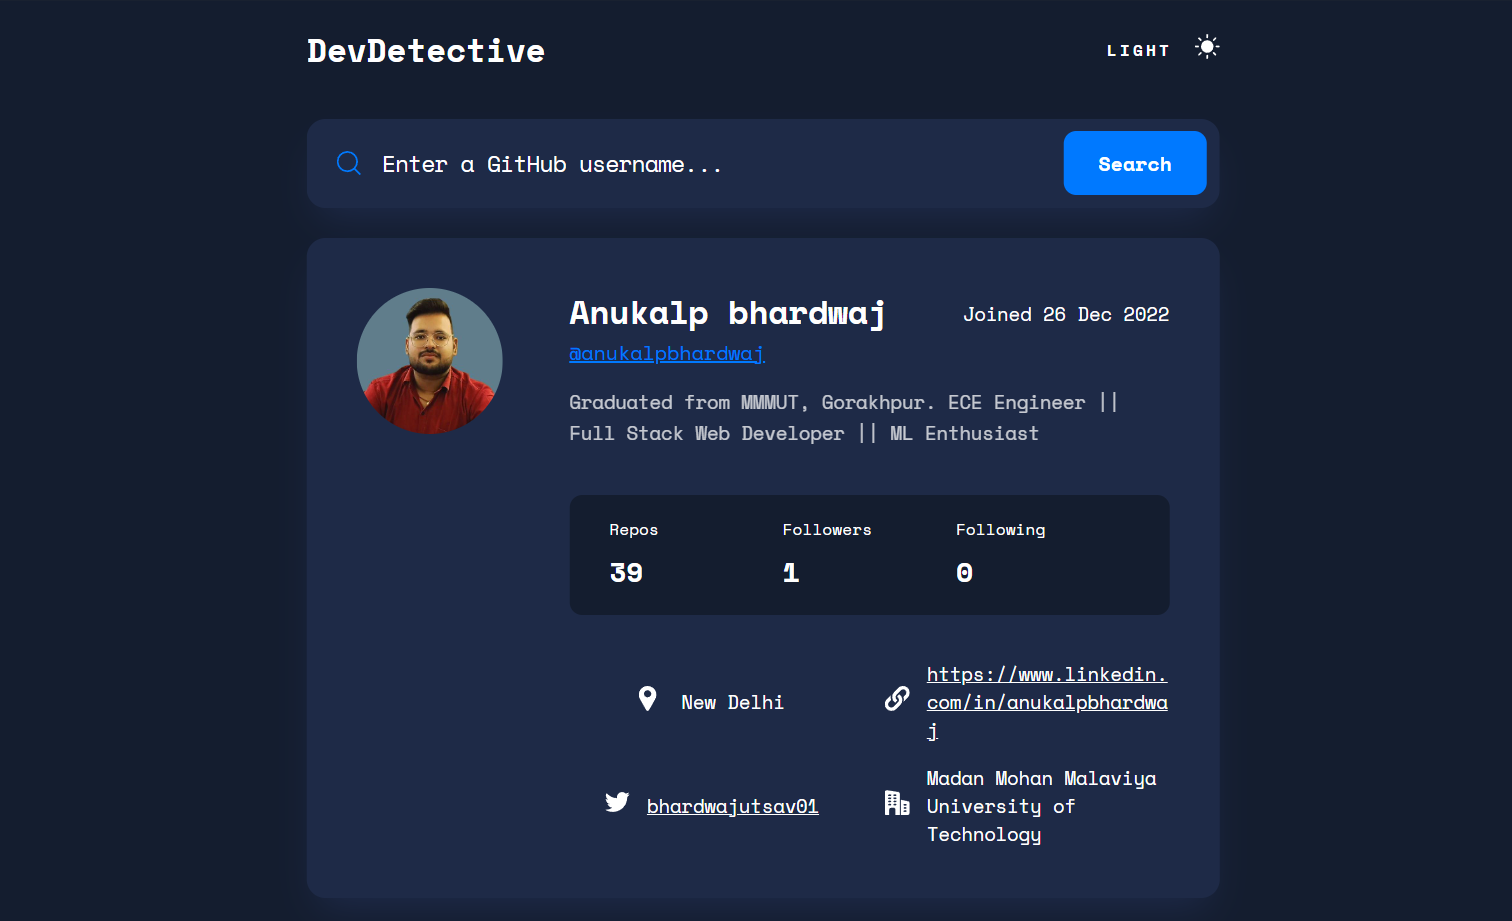 DevDetective
LIGHT
Enter a GitHub username...
Search
Anukalp bhardwaj
Joined 26 Dec 2022
@anukalpbhardwaj
Graduated from MMMUT, Gorakhpur. ECE Engineer ||
Full Stack Web Developer || ML Enthusiast
Repos
39
Followers
1
Following
0
New Delhi
https://www.linkedin.
com/in/anukalpbhardwa
j
bhardwajutsav01
Madan Mohan Malaviya
University of
Technology